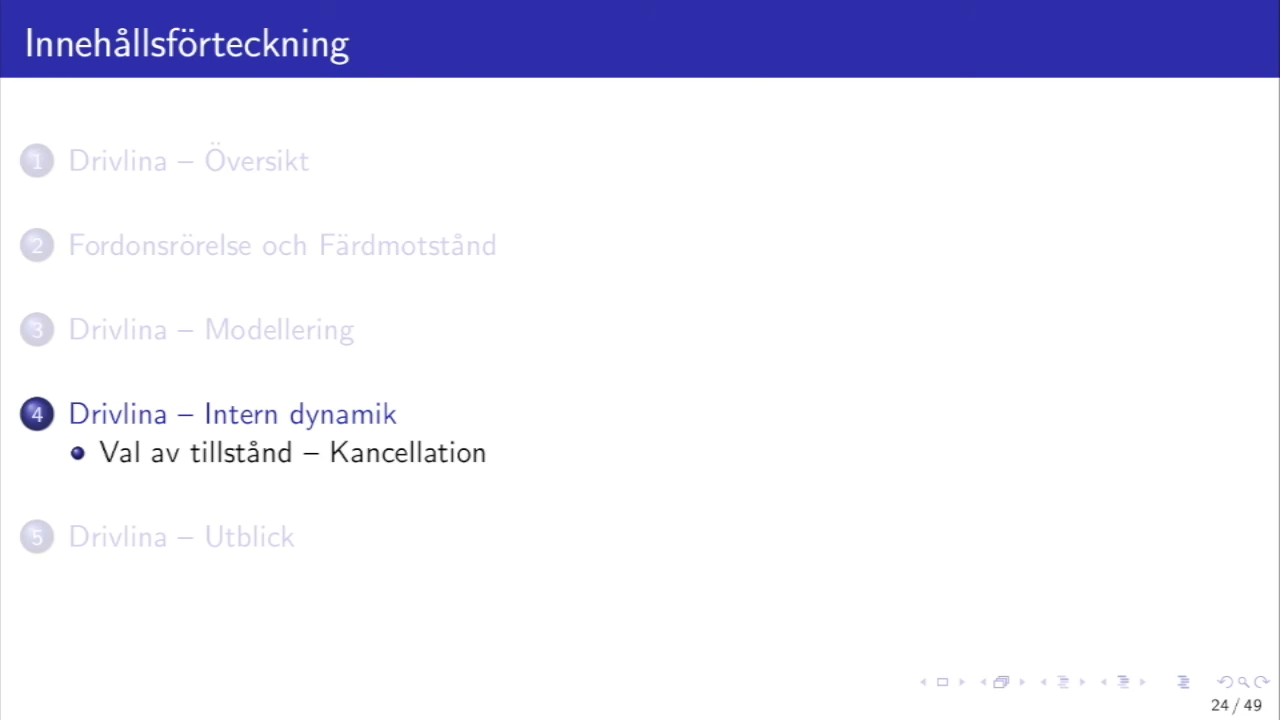 Innehållsförteckning
1 Drivlina – Översikt
2 Fordonsrörelse och Färdmotstånd
3 Drivlina – Modellering
4 Drivlina – Intern dynamik
Val av tillstånd – Kancellation
5 Drivlina – Utblick
24 / 49